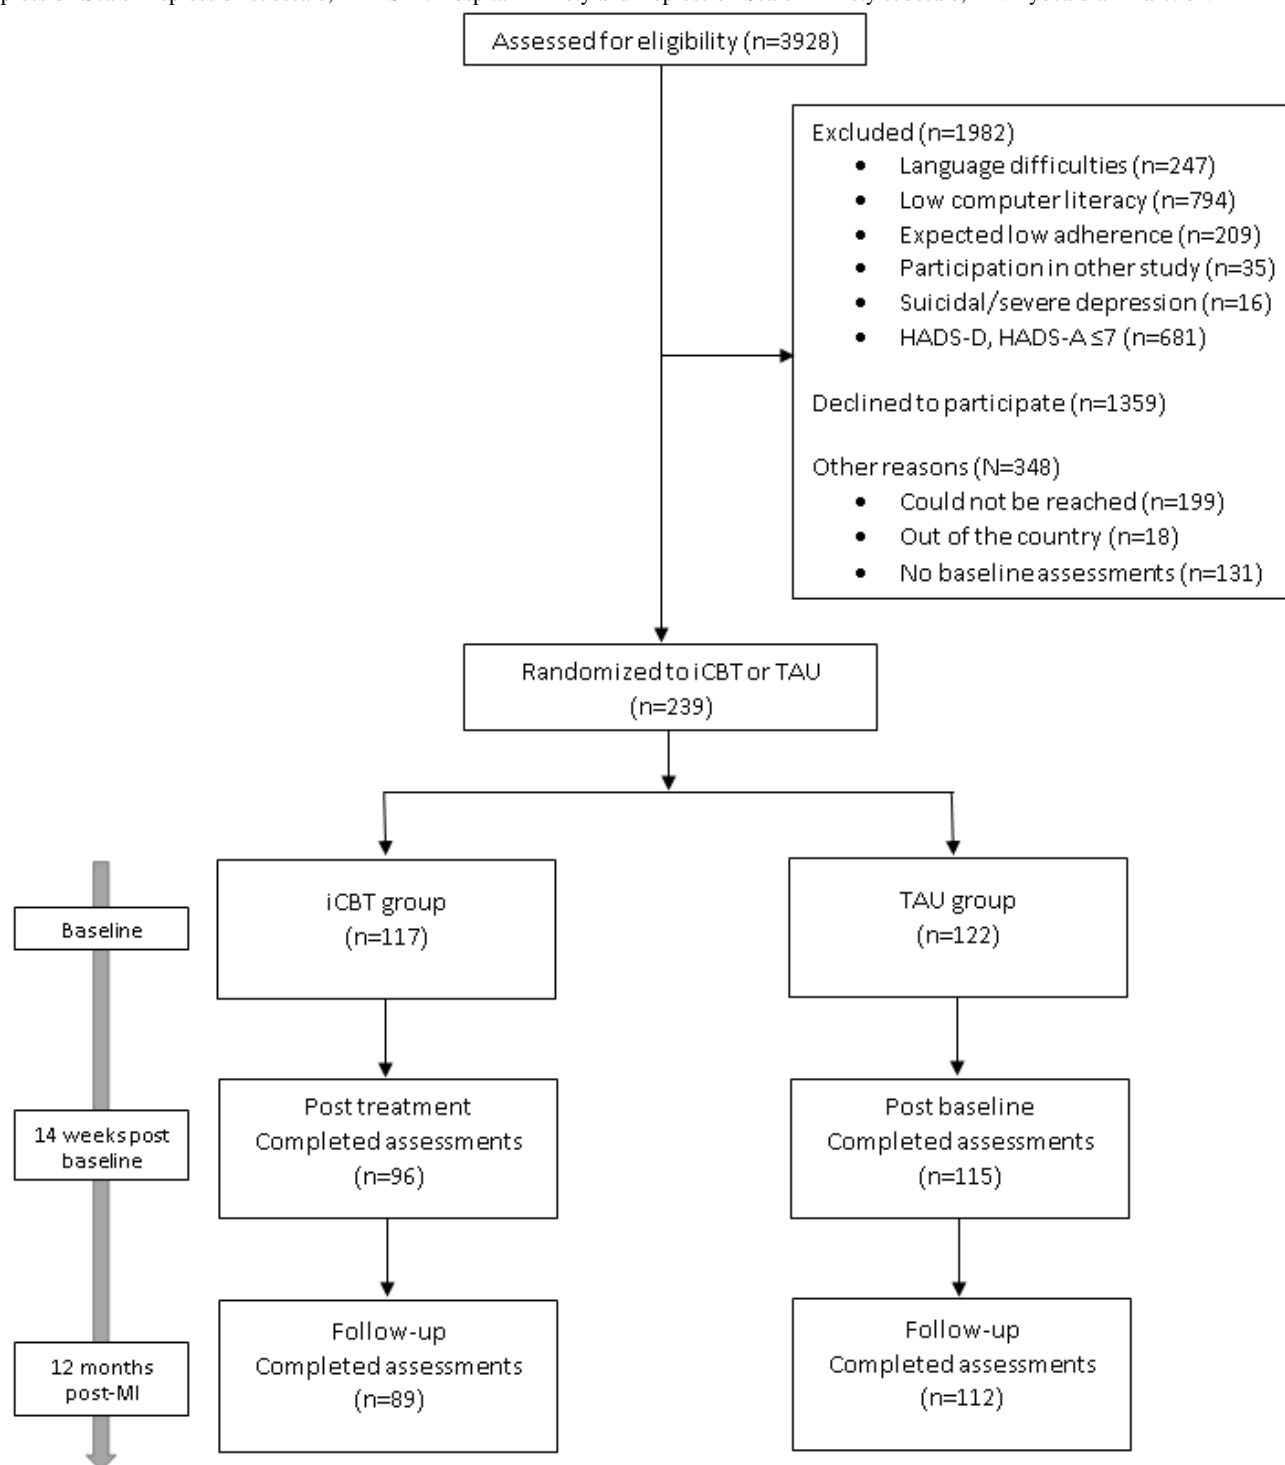 Assessed for eligibility (n=3928)
Excluded (n=1982)
• Language difficulties (n=247)
• Low computer literacy (n=794)
• Expected low adherence (n=209)
• Participation in other study (n=35)
• Suicidal/severe depression (n=16)
• HADS-D, HADS-A ≤7 (n=681)
Declined to participate (n=1359)
Other reasons (N=348)
• Could not be reached (n=199)
• Out of the country (n=18)
• No baseline assessments (n=131)
Randomized to iCBT or TAU
(n=239)
Baseline
iCBT group
(n=117)
TAU group
(n=122)
14 weeks post
baseline
Post treatment
Completed assessments
(n=96)
Post baseline
Completed assessments
(n=115)
12 months
post-MI
Follow-up
Completed assessments
(n=89)
Follow-up
Completed assessments
(n=112)